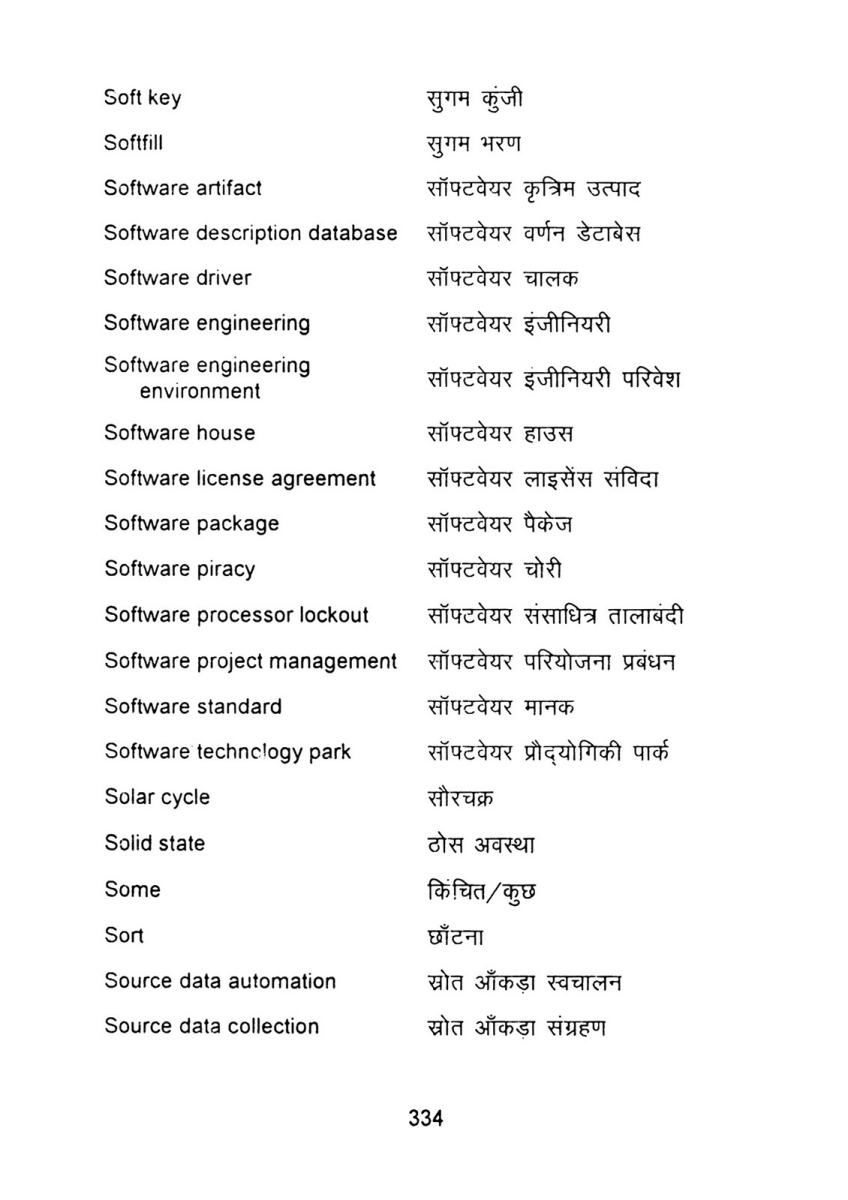 Soft key सुगम कुंजी
Softfill सुगम भरण
Software artifact सॉफ्टवेयर कृत्रिम उत्पाद
Software description database सॉफ्टवेयर वर्णन डेटाबेस
Software driver सॉफ्टवेयर चालक
Software engineering सॉफ्टवेयर इंजीनियरी
Software engineering
environment सॉफ्टवेयर इंजीनियरी परिवेश
Software house सॉफ्टवेयर हाउस
Software license agreement सॉफ्टवेयर लाइसेंस संविदा
Software package सॉफ्टवेयर पैकेज
Software piracy सॉफ्टवेयर चोरी
Software processor lockout सॉफ्टवेयर संसाधित्र तालाबंदी
Software project management सॉफ्टवेयर परियोजना प्रबंधन
Software standard सॉफ्टवेयर मानक
Software technology park सॉफ्टवेयर प्रौद्‌योगिकी पार्क
Solar cycle सौरचक्र
Solid state ठोस अवस्था
Some किंचित/कुछ
Sort छाँटना
Source data automation स्रोत आँकड़ा स्वचालन
Source data collection स्रोत आँकड़ा संग्रहण
334